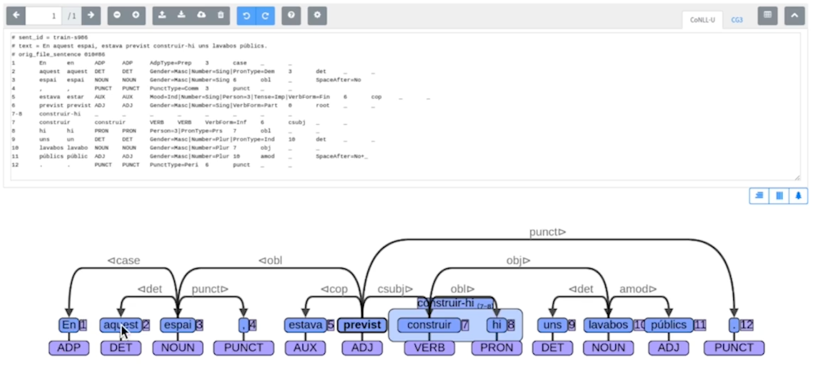 1 / 1
CoNLL-U CG3
# sent_id = train-s986
# text = En aquest espai, estava previst construir-hi uns lavabos públics.
# orig_file_sentence 010#86
1 En en ADP ADP AdpType=Prep 3 case _ _
2 aquest aquest DET DET Gender=Masc|Number=Sing|PronType=Dem 3 det _ _
3 espai espai NOUN NOUN Gender=Masc|Number=Sing 6 obl _ SpaceAfter=No
4 , , PUNCT PUNCT PunctType=Comm 3 punct _ _
5 estava estar AUX AUX Mood=Ind|Number=Sing|Person=3|Tense=Imp|VerbForm=Fin 6 cop _ _
6 previst previst ADJ ADJ Gender=Masc|Number=Sing|VerbForm=Part 0 root _ _
7-8 construir-hi _ _ _ _ _ _ _ _
7 construir construir VERB VERB VerbForm=Inf 6 csubj _ _
8 hi hi PRON PRON Person=3|PronType=Prs 7 obl _ _
9 uns un DET DET Gender=Masc|Number=Plur|PronType=Ind 10 det _ _
10 lavabos lavabo NOUN NOUN Gender=Masc|Number=Plur 7 obj _ _
11 públics públic ADJ ADJ Gender=Masc|Number=Plur 10 amod _ SpaceAfter=No+_
12 . . PUNCT PUNCT PunctType=Peri 6 punct _ _
punct
case obl obj
det punct cop csubj obl det amod
construir-hi (7-8)
En 1 aquest 2 espai 3 , 4 estava 5 previst construir 7 hi 8 uns 9 lavabos 10 públics 11 . 12
ADP DET NOUN PUNCT AUX ADJ VERB PRON DET NOUN ADJ PUNCT